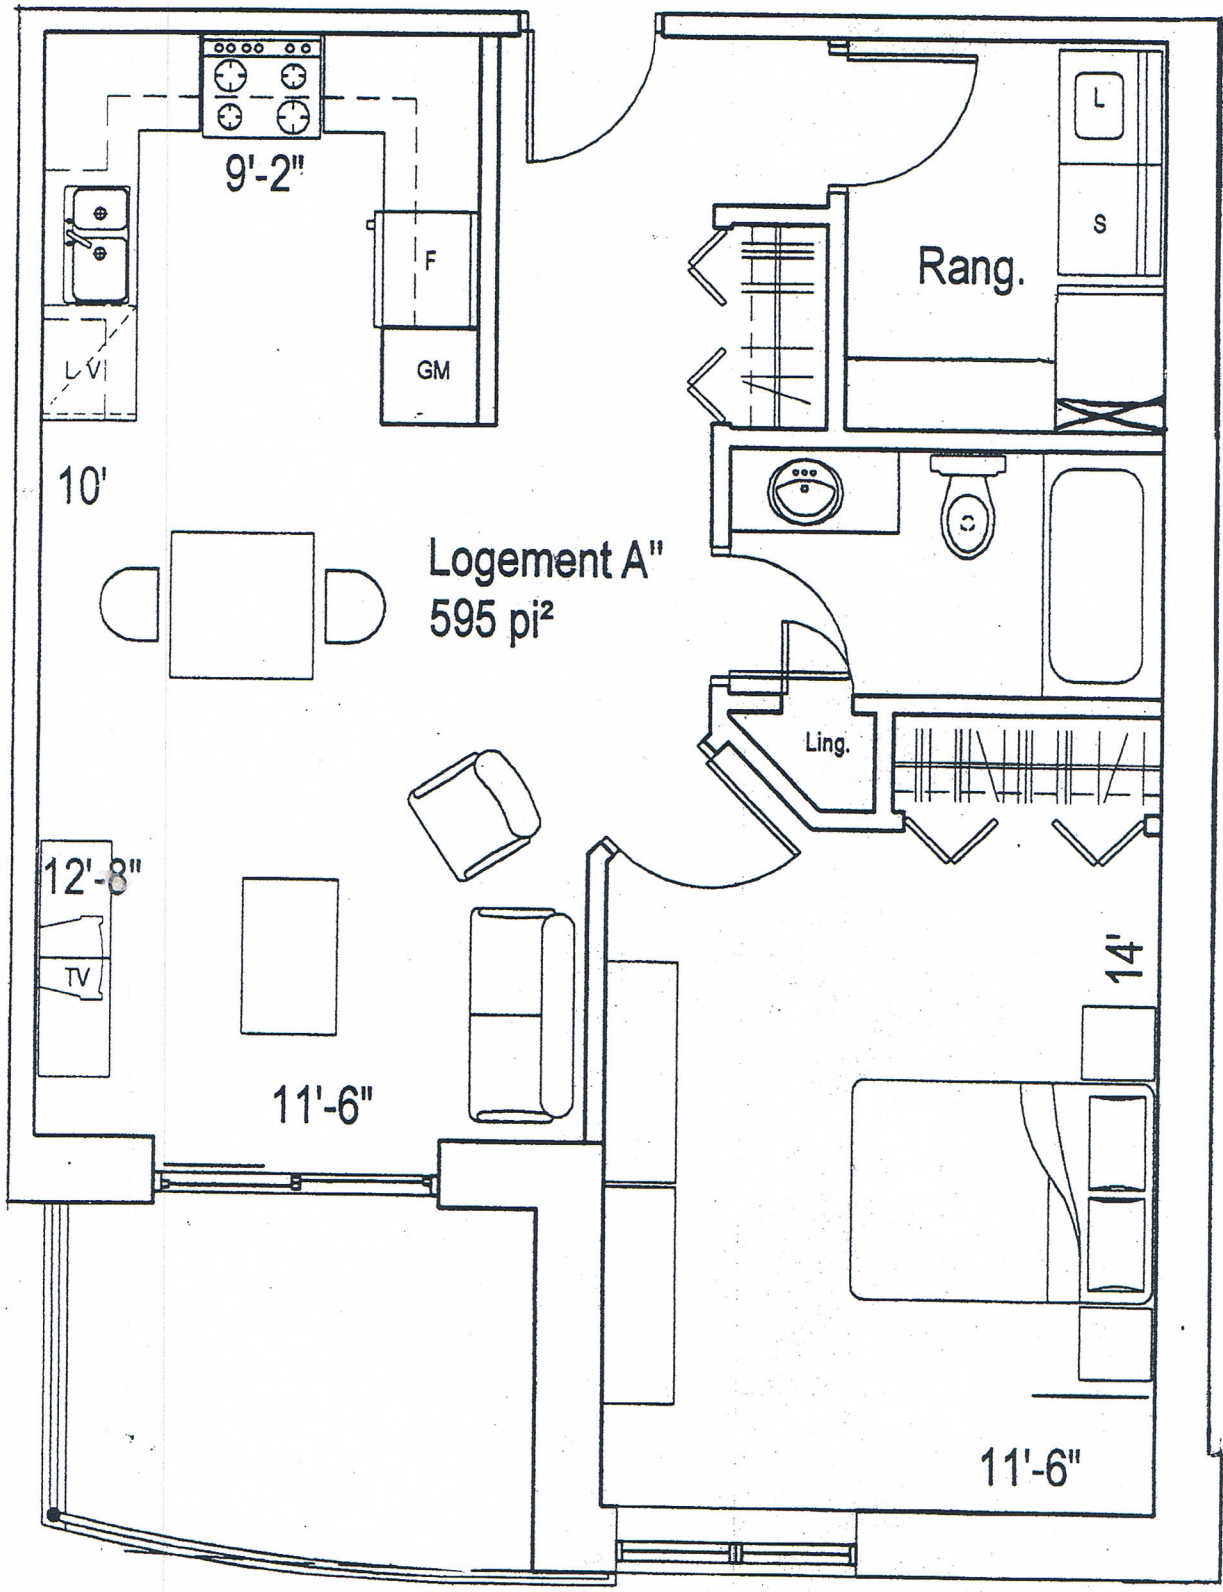 L
9'-2"
S
F
Rang.
L V
GM
10'
Logement A"
595 pi²
Ling.
12'-8"
14'
TV
11'-6"
11'-6"